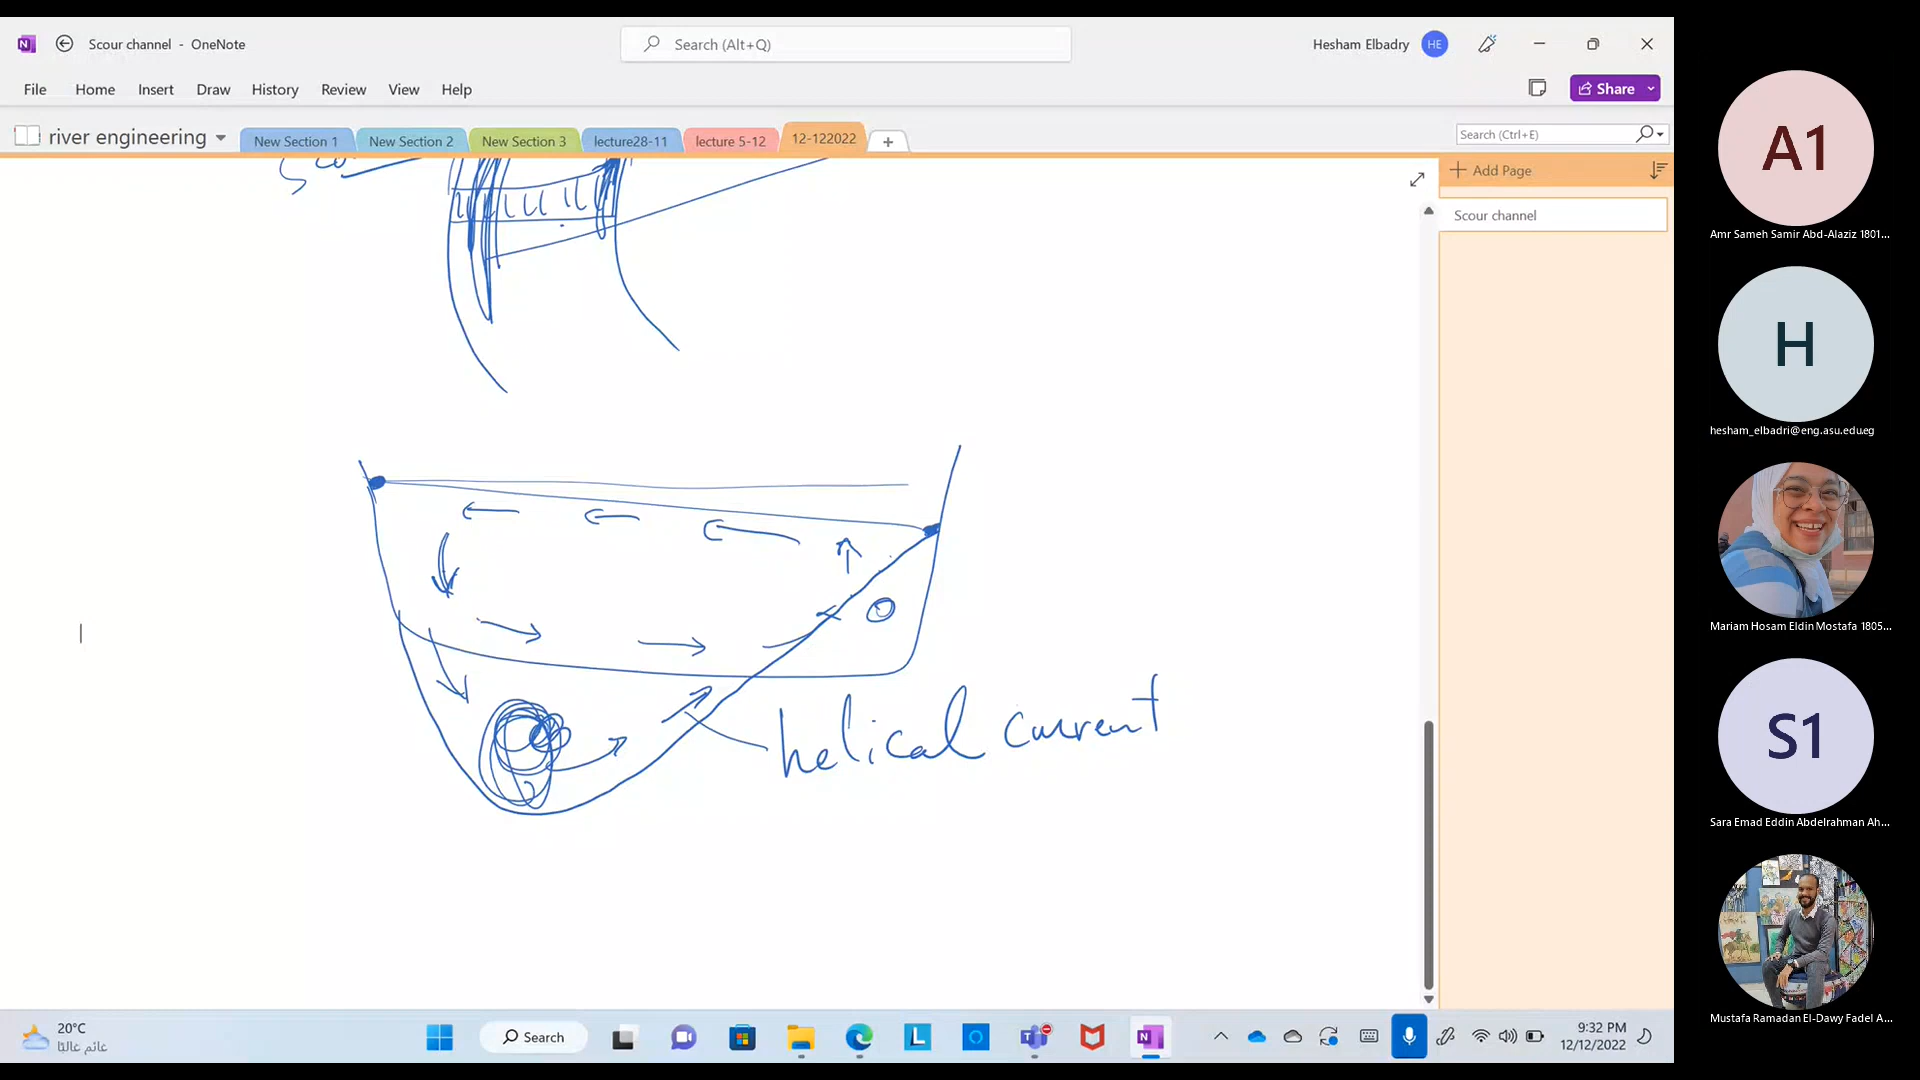 Scour channel - OneNote
Search (Alt+Q)
Hesham Elbadry
HE
File Home Insert Draw History Review View Help
Share
river engineering
New Section 1
New Section 2
New Section 3
lecture28-11
lecture 5-12
12-122022
Search (Ctrl+E)
Add Page
Scour channel
helical current
A1
Amr Sameh Samir Abd-Alaziz 1801...
H
hesham_elbadri@eng.asu.edu.eg
Mariam Hosam Eldin Mostafa 1805...
S1
Sara Emad Eddin Abdelrahman Ah...
Mustafa Ramadan El-Dawy Fadel A...
20°C
غائم غالبًا
Search
9:32 PM
12/12/2022